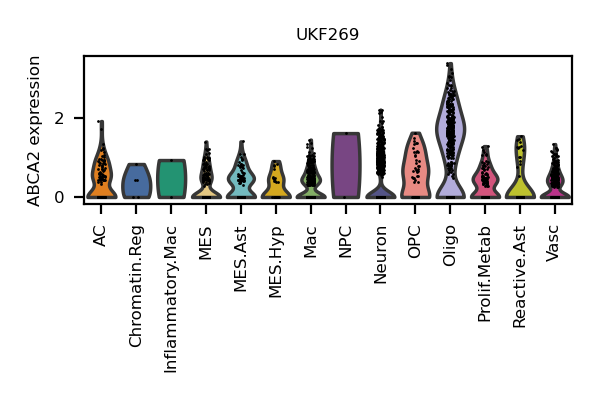 UKF269
ABCA2 expression
2
0
AC
Chromatin.Reg
Inflammatory.Mac
MES
MES.Ast
MES.Hyp
Mac
NPC
Neuron
OPC
Oligo
Prolif.Metab
Reactive.Ast
Vasc